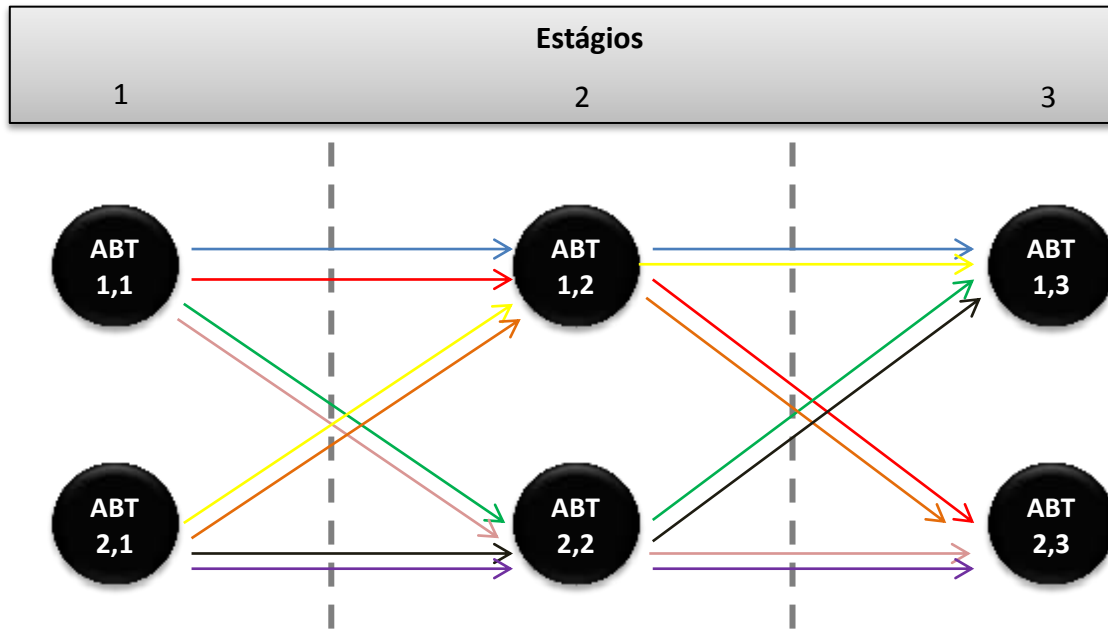 Estágios
1 2 3
ABT ABT ABT
1,1 1,2 1,3
ABT ABT ABT
2,1 2,2 2,3